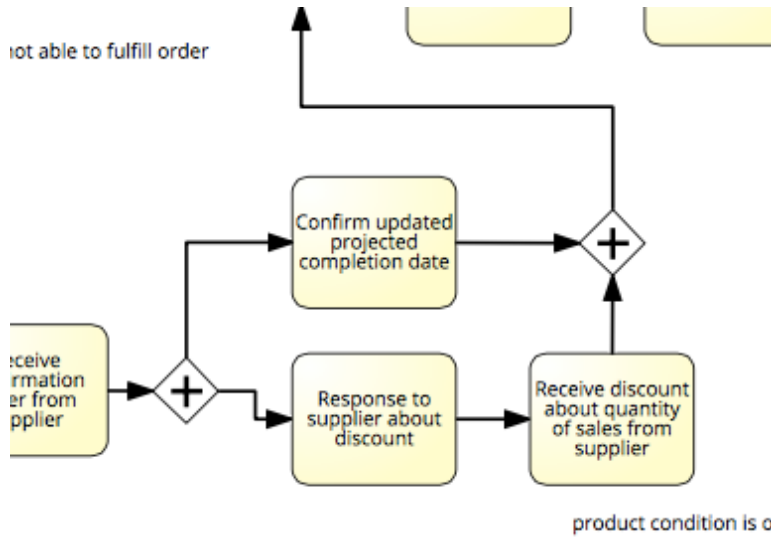 not able to fulfill order
Confirm updated
projected
completion date
eceive
rmation
er from
pplier
Response to
supplier about
discount
Receive discount
about quantity
of sales from
supplier
product condition is o